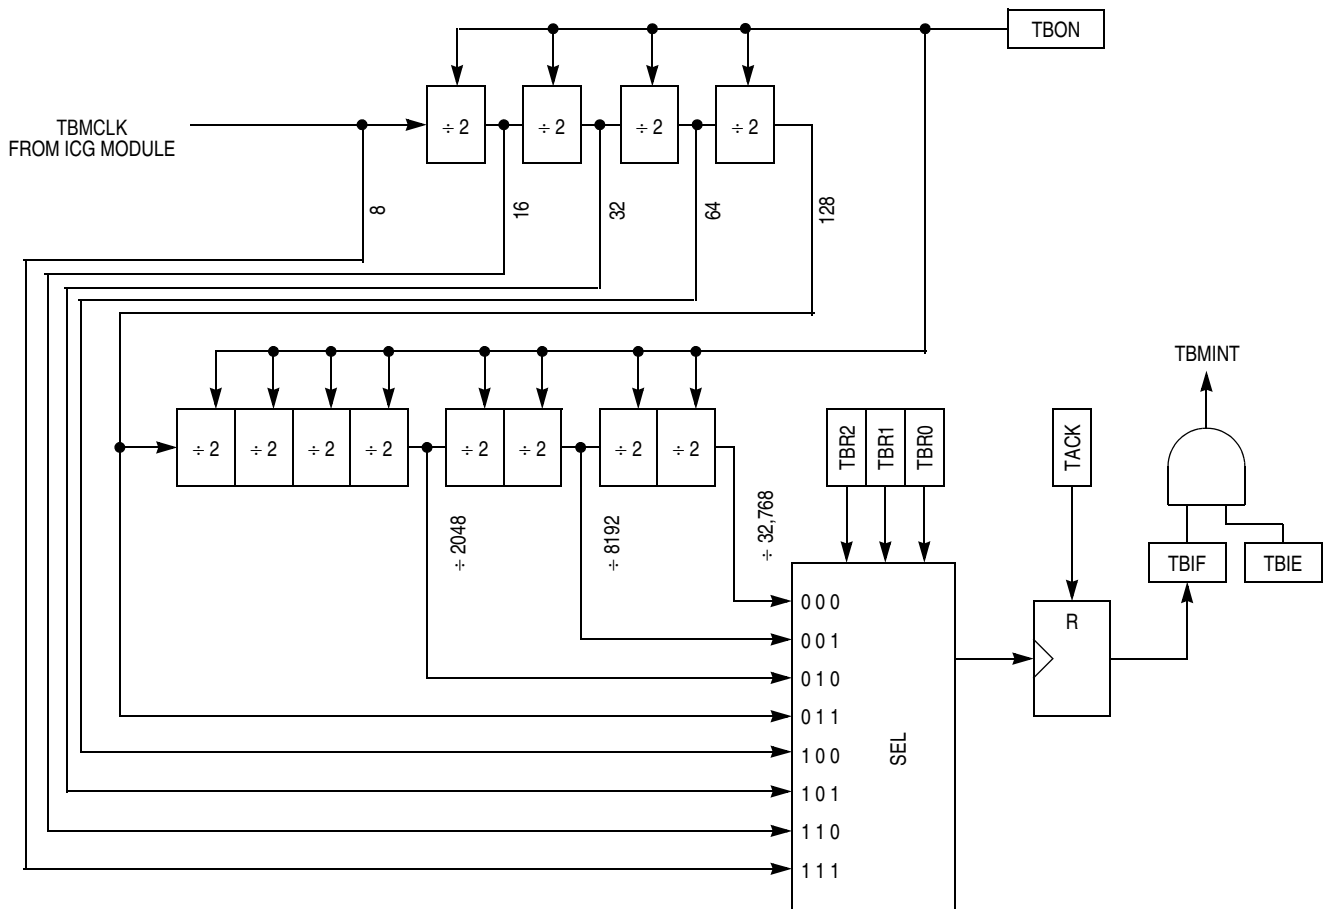 TBON
TBMCLK
FROM ICG MODULE
÷ 2
÷ 2
÷ 2
÷ 2
8
16
32
64
128
TBMINT
÷ 2
÷ 2
÷ 2
÷ 2
÷ 2
÷ 2
÷ 2
÷ 2
TBR2
TBR1
TBR0
TACK
÷ 2048
÷ 8192
÷ 32,768
TBIF
TBIE
0 0 0
0 0 1
0 1 0
0 1 1
1 0 0
1 0 1
1 1 0
1 1 1
SEL
R